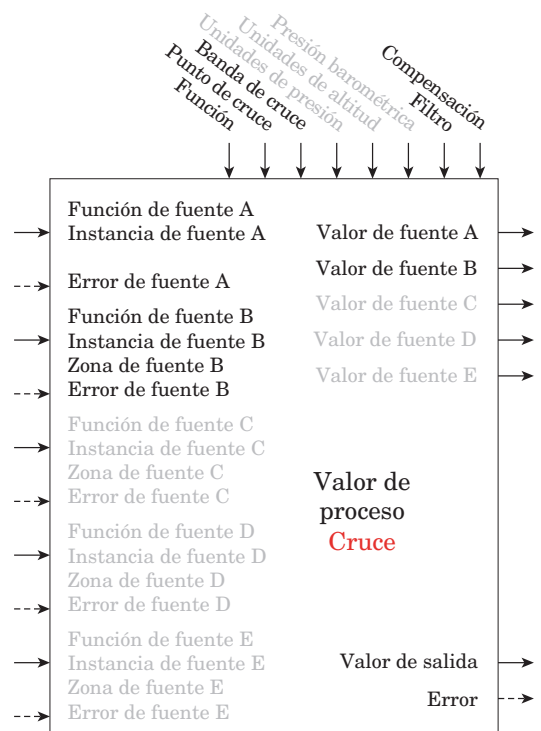 Función
Punto de cruce
Banda de cruce
Unidades de presión
Unidades de altitud
Presión barométrica
Filtro
Compensación
Función de fuente A
Instancia de fuente A
Error de fuente A
Función de fuente B
Instancia de fuente B
Zona de fuente B
Error de fuente B
Función de fuente C
Instancia de fuente C
Zona de fuente C
Error de fuente C
Función de fuente D
Instancia de fuente D
Zona de fuente D
Error de fuente D
Función de fuente E
Instancia de fuente E
Zona de fuente E
Error de fuente E
Valor de fuente A
Valor de fuente B
Valor de fuente C
Valor de fuente D
Valor de fuente E
Valor de
proceso
Cruce
Valor de salida
Error